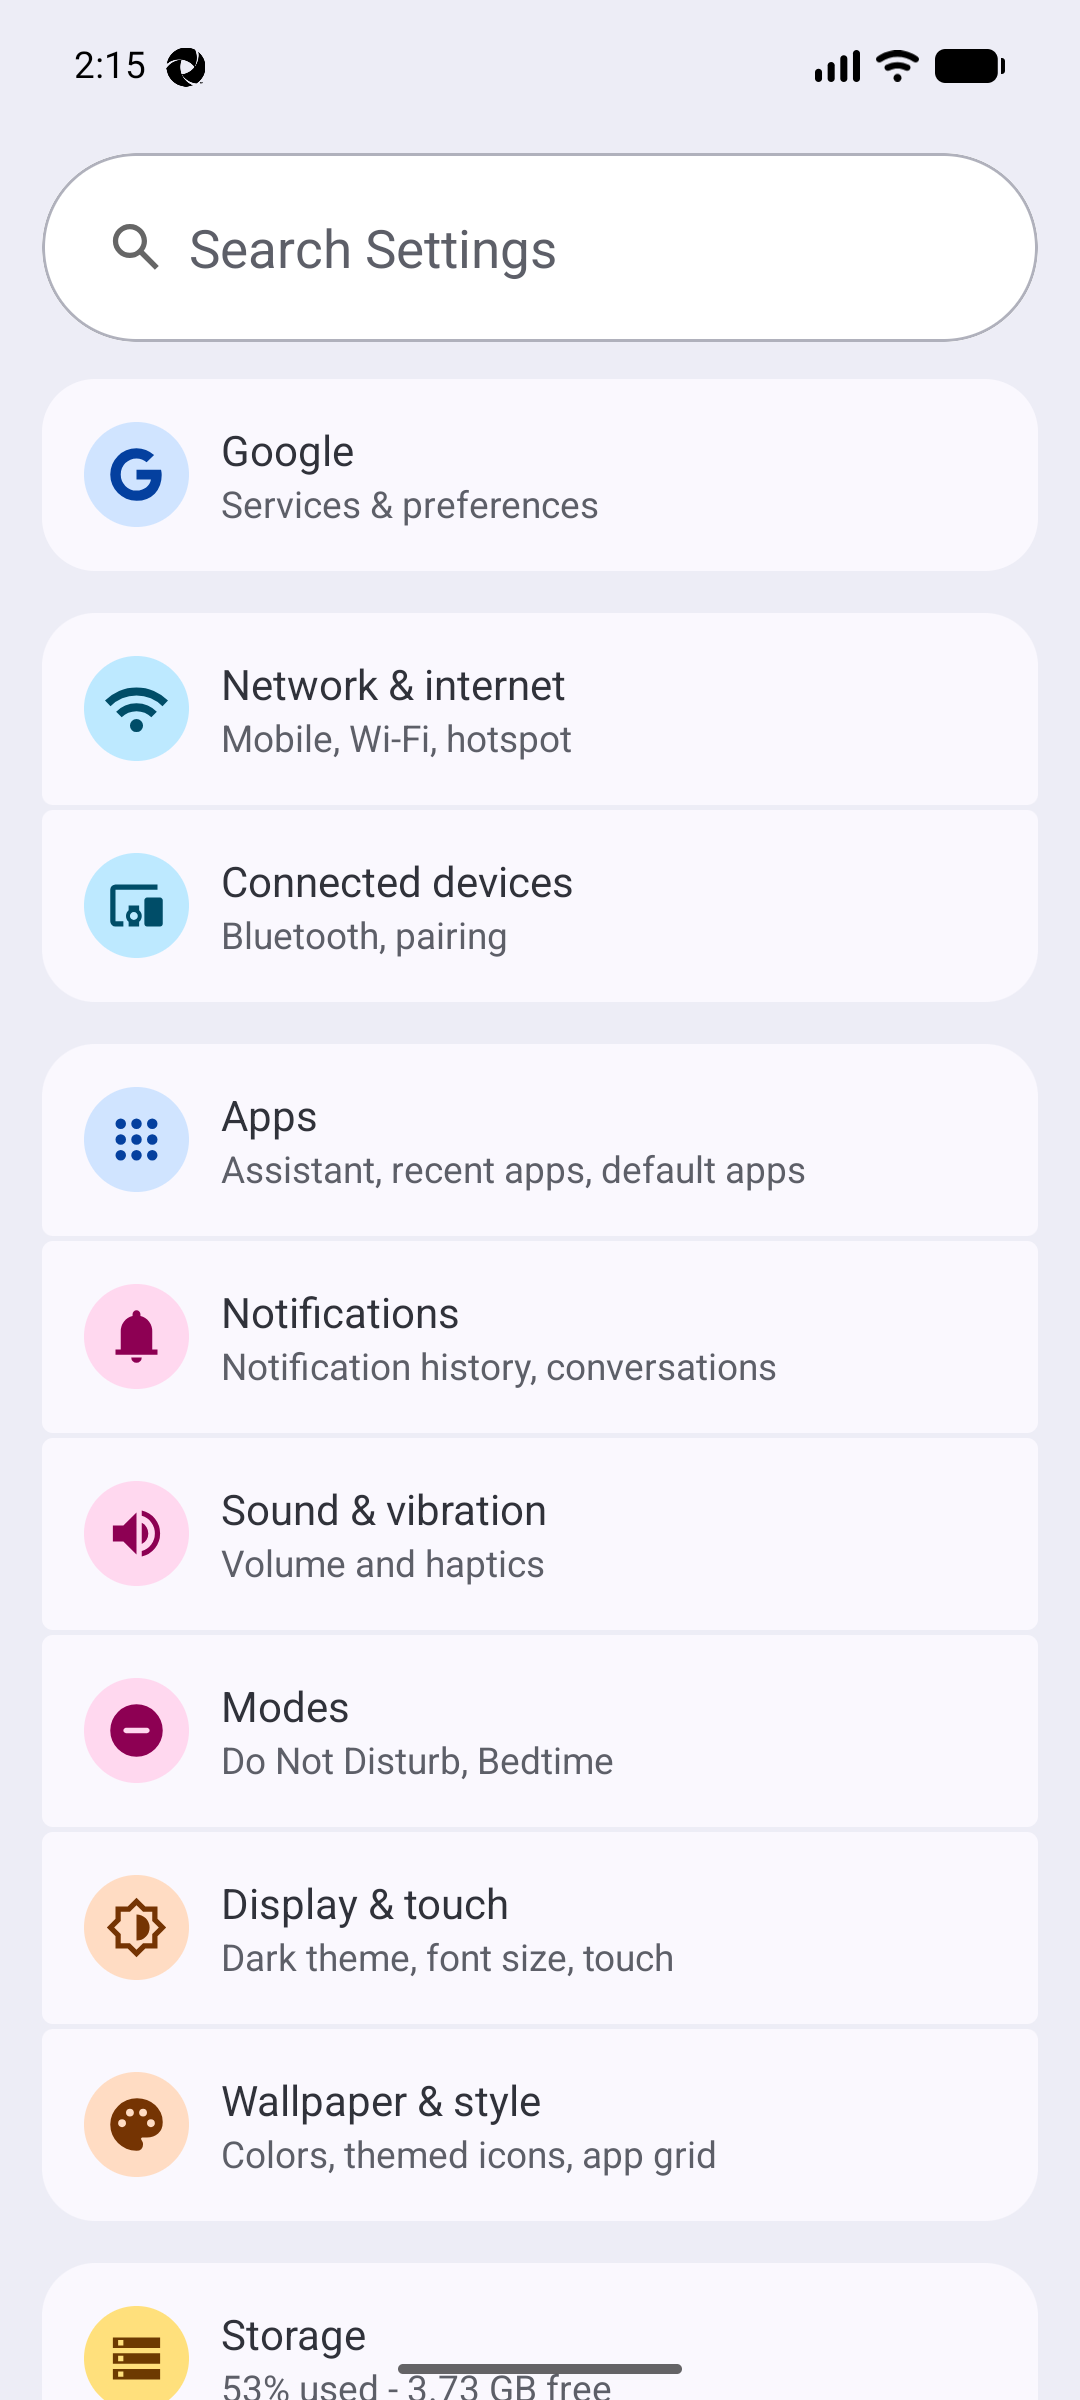 2:15
Search Settings
Google
Services & preferences
Network & internet
Mobile, Wi-Fi, hotspot
Connected devices
Bluetooth, pairing
Apps
Assistant, recent apps, default apps
Notifications
Notification history, conversations
Sound & vibration
Volume and haptics
Modes
Do Not Disturb, Bedtime
Display & touch
Dark theme, font size, touch
Wallpaper & style
Colors, themed icons, app grid
Storage
53% used - 3.73 GB free